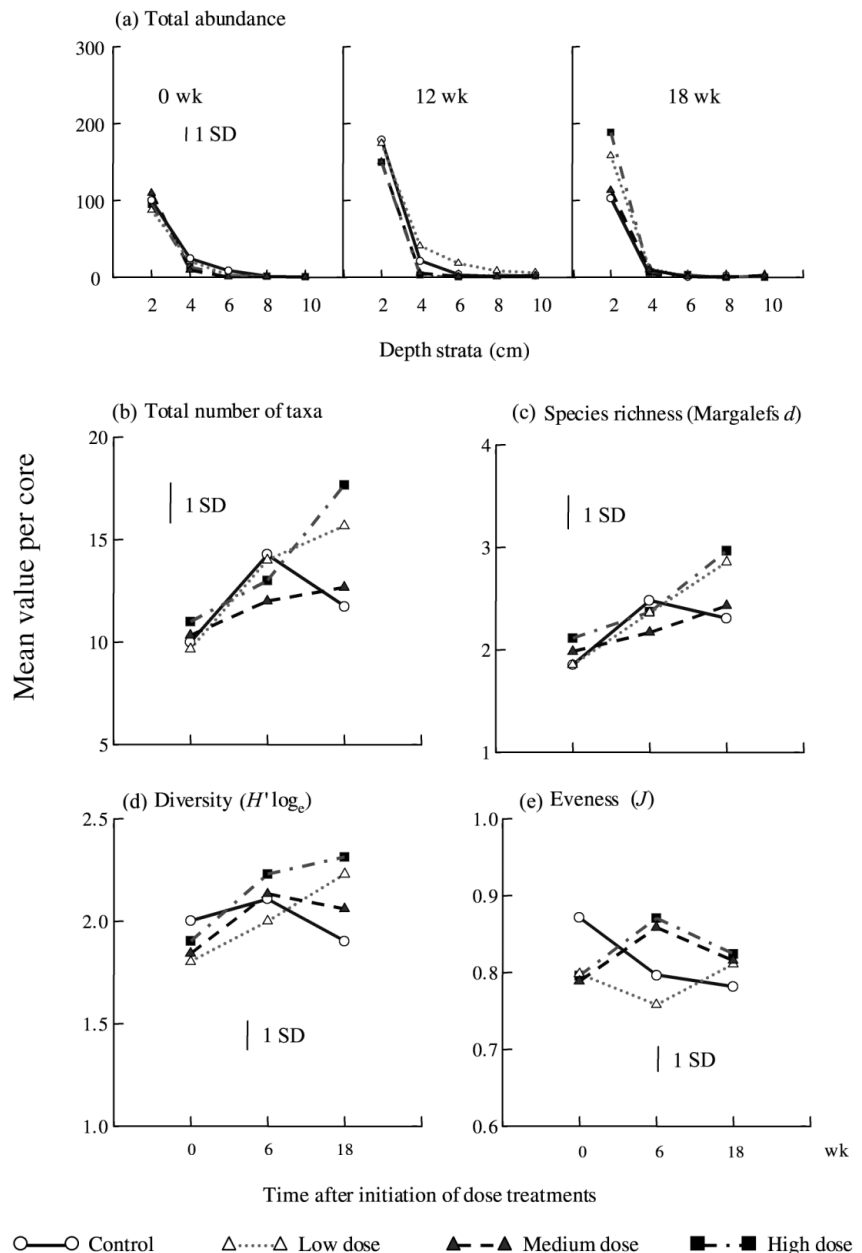 (a) Total abundance
300
200
100
0
0 wk
1 SD
12 wk
18 wk
2 4 6 8 10 2 4 6 8 10 2 4 6 8 10
Depth strata (cm)
Mean value per core
(b) Total number of taxa
20
15
10
5
1 SD
(c) Species richness (Margalefs d)
4
3
2
1
1 SD
(d) Diversity (H' logₑ)
2.5
2.0
1.5
1.0
1 SD
0 6 18
(e) Eveness (J)
1.0
0.9
0.8
0.7
0.6
1 SD
0 6 18 wk
Time after initiation of dose treatments
Control Low dose Medium dose High dose